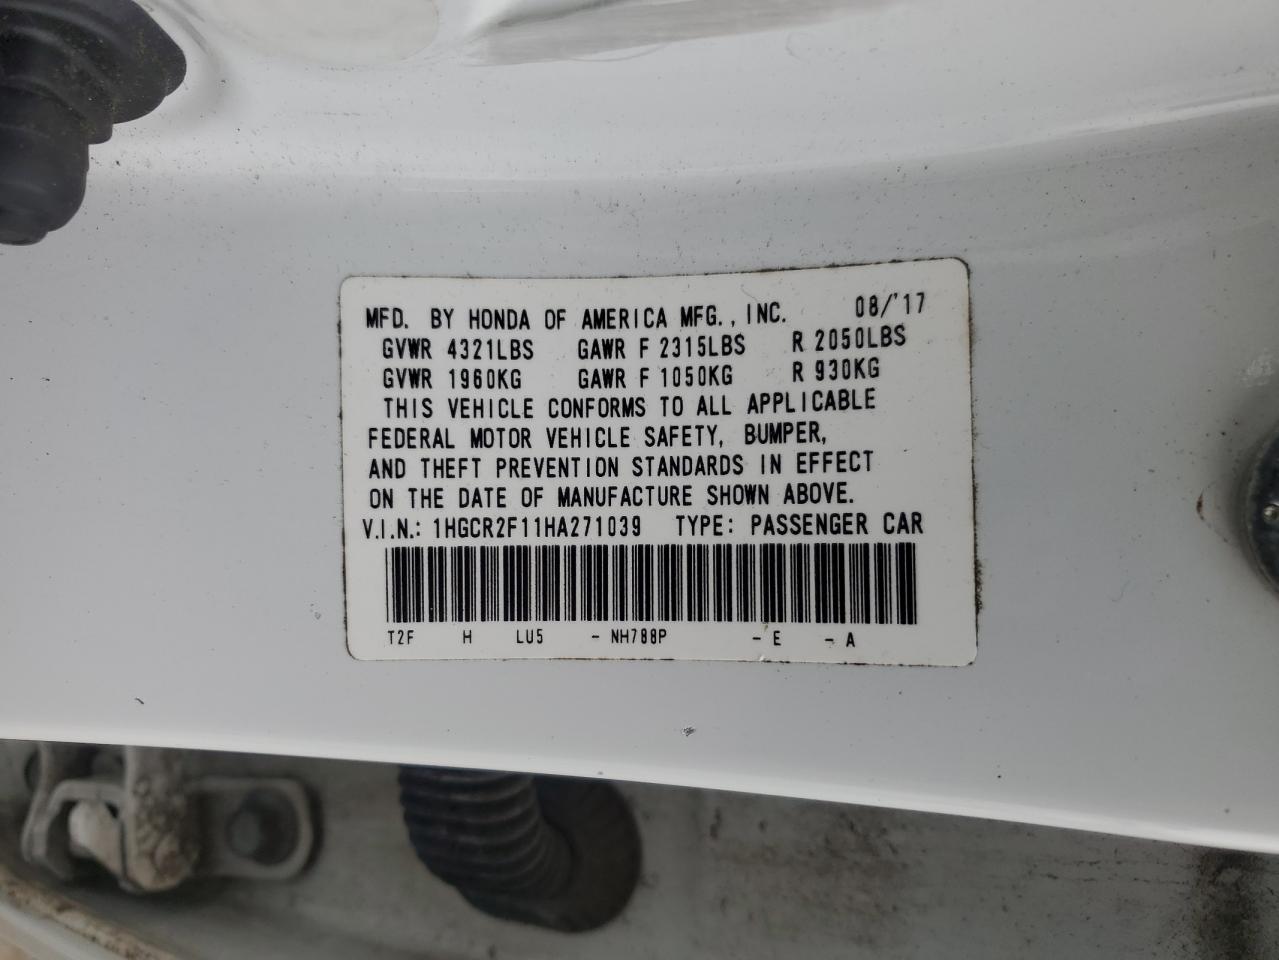 MFD. BY HONDA OF AMERICA MFG., INC. 08/'17
GVWR 4321LBS GAWR F 2315LBS R 2050LBS
GVWR 1960KG GAWR F 1050KG R 930KG
THIS VEHICLE CONFORMS TO ALL APPLICABLE
FEDERAL MOTOR VEHICLE SAFETY, BUMPER,
AND THEFT PREVENTION STANDARDS IN EFFECT
ON THE DATE OF MANUFACTURE SHOWN ABOVE.
V.I.N.: 1HGCR2F11HA271039 TYPE: PASSENGER CAR
T2F H LU5 - NH788P - E - A